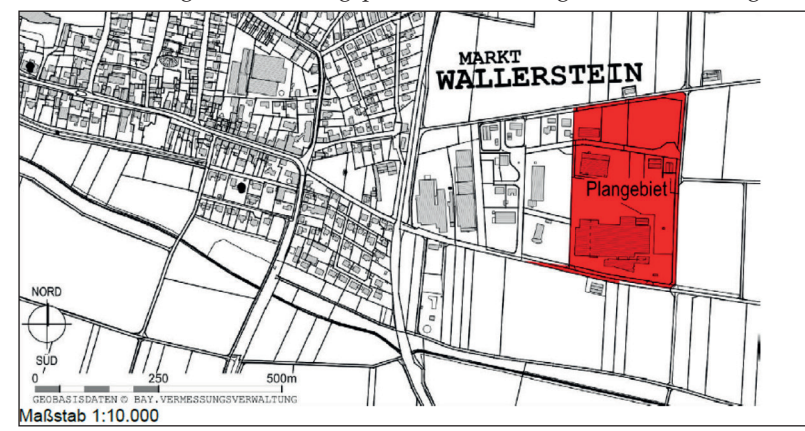 MARKT
WALLERSTEIN
Plangebiet
NORD
SÜD
0 250 500m
GEOBASISDATEN © BAY.VERMESSUNGSVERWALTUNG
Maßstab 1:10.000